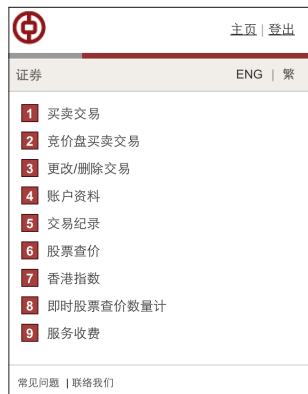 主页 | 登出
证券 ENG | 繁
1 买卖交易
2 竞价盘买卖交易
3 更改/删除交易
4 账户资料
5 交易纪录
6 股票查价
7 香港指数
8 即时股票查价数量计
9 服务收费
常见问题 | 联络我们